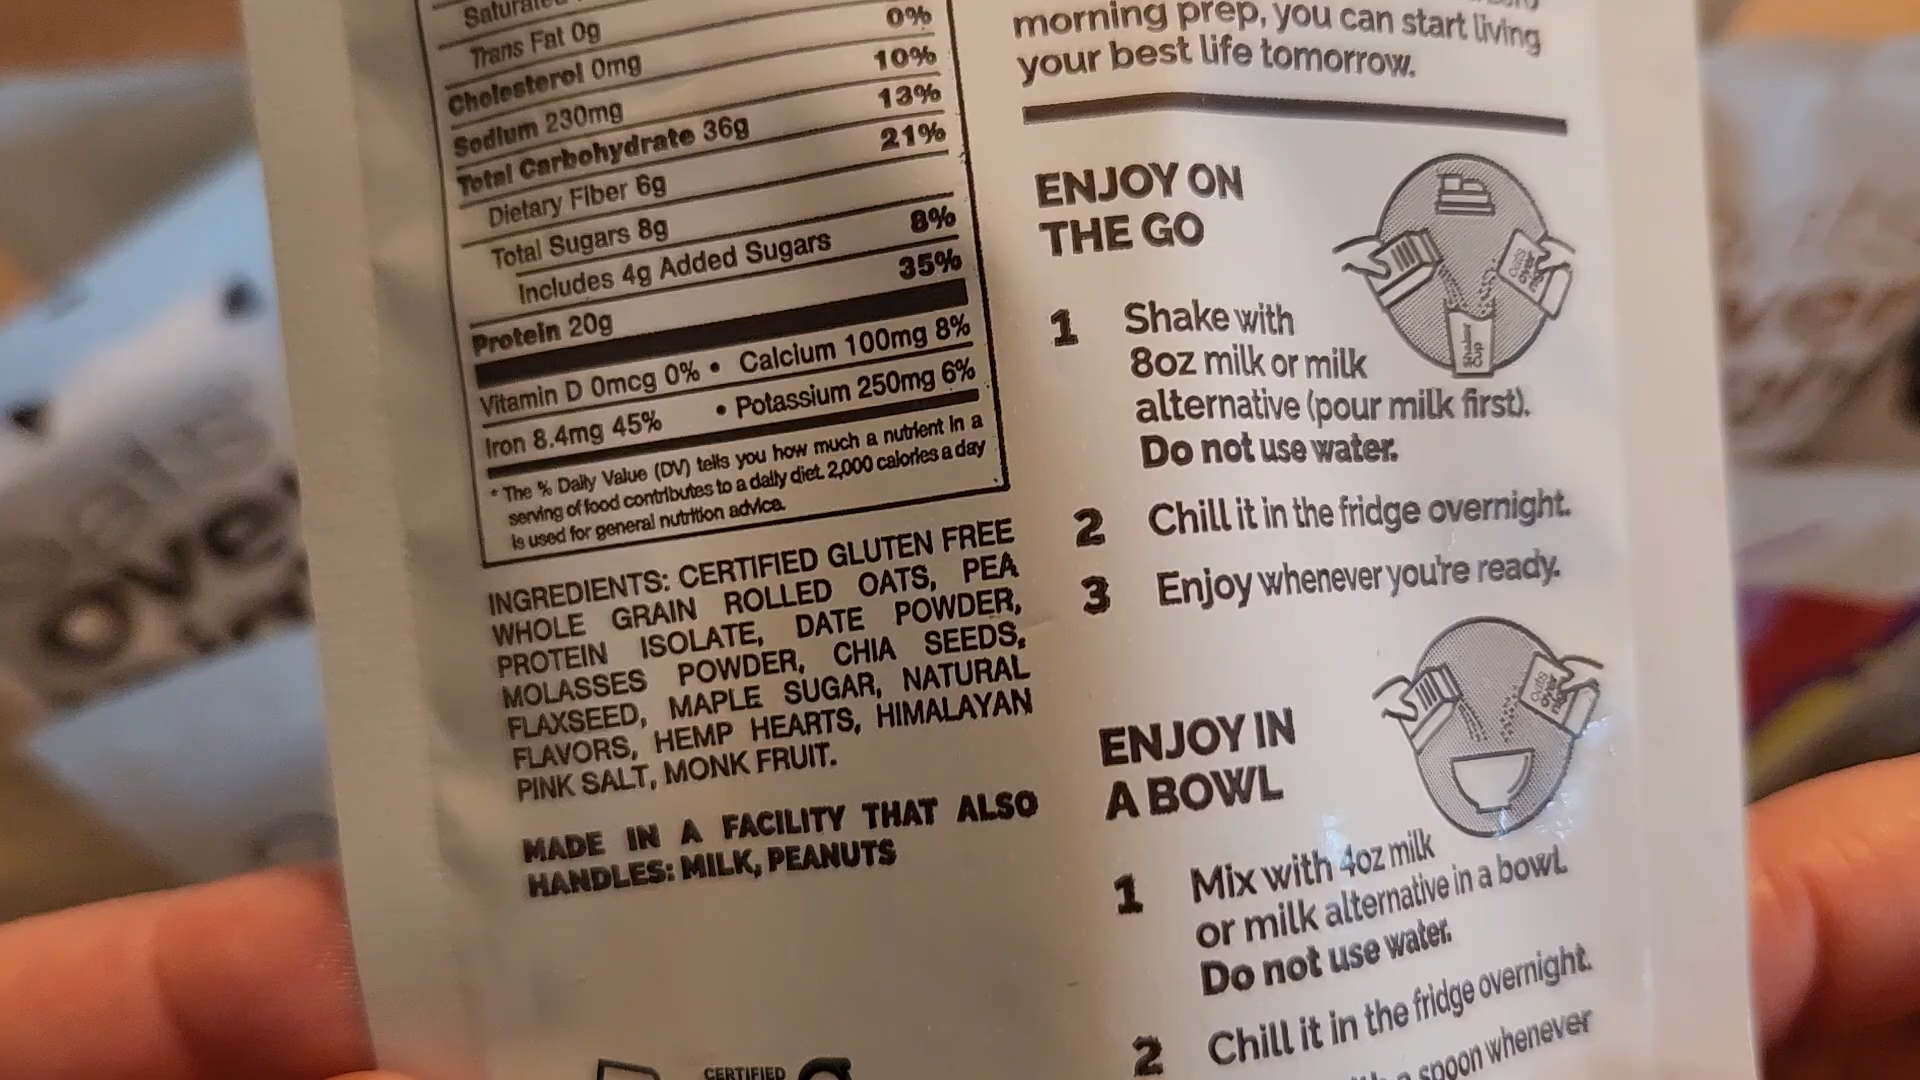 Trans Fat 0g
Cholesterol 0mg 0%
Sodium 230mg 10%
Total Carbohydrate 36g 13%
Dietary Fiber 6g 21%
Total Sugars 8g
Includes 4g Added Sugars 8%
Protein 20g 35%
Vitamin D 0mcg 0% • Calcium 100mg 8%
Iron 8.4mg 45% • Potassium 250mg 6%
* The % Daily Value (DV) tells you how much a nutrient in a
serving of food contributes to a daily diet. 2,000 calories a day
is used for general nutrition advice.
INGREDIENTS: CERTIFIED GLUTEN FREE
WHOLE GRAIN ROLLED OATS, PEA
PROTEIN ISOLATE, DATE POWDER,
MOLASSES POWDER, CHIA SEEDS,
FLAXSEED, MAPLE SUGAR, NATURAL
FLAVORS, HEMP HEARTS, HIMALAYAN
PINK SALT, MONK FRUIT.
MADE IN A FACILITY THAT ALSO
HANDLES: MILK, PEANUTS
CERTIFIED
morning prep, you can start living
your best life tomorrow.
ENJOY ON
THE GO
Oats
over
Shaker
Cup
1 Shake with
8oz milk or milk
alternative (pour milk first).
Do not use water.
2 Chill it in the fridge overnight.
3 Enjoy whenever you're ready.
ENJOY IN
A BOWL
Oats
over
1 Mix with 4oz milk
or milk alternative in a bowl.
Do not use water.
2 Chill it in the fridge overnight.
spoon whenever